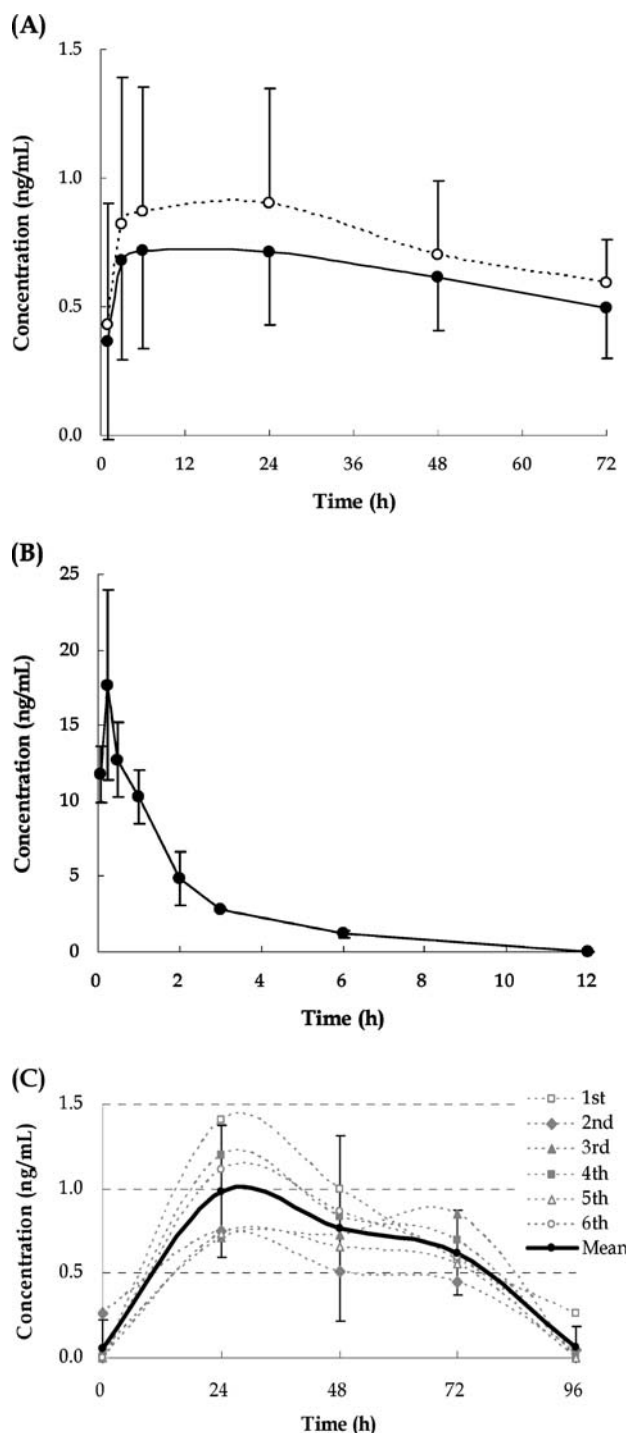 (A)
Concentration (ng/mL)
1.5
1.0
0.5
0.0
0 12 24 36 48 60 72
Time (h)
(B)
Concentration (ng/mL)
25
20
15
10
5
0
0 2 4 6 8 10 12
Time (h)
(C)
Concentration (ng/mL)
1.5
1.0
0.5
0.0
1st
2nd
3rd
4th
5th
6th
Mean
0 24 48 72 96
Time (h)